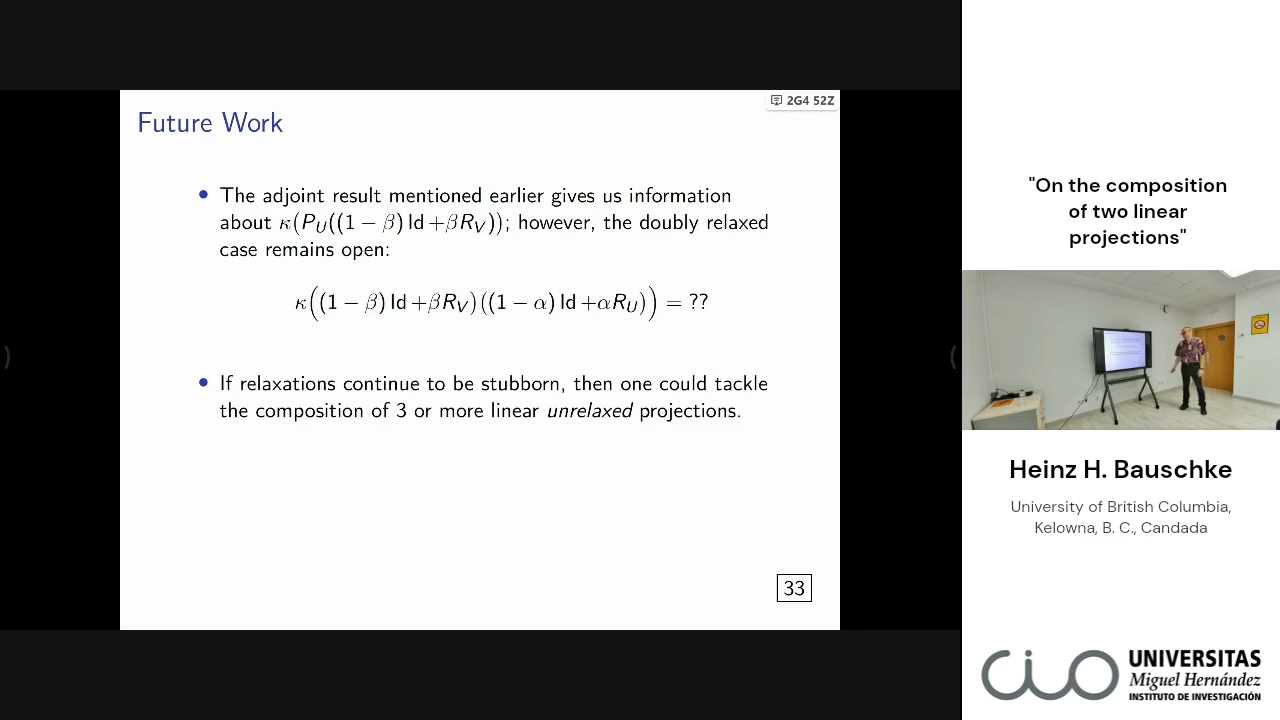 2G4 52Z
Future Work
• The adjoint result mentioned earlier gives us information
about κ(P_U((1 − β) Id +βR_V)); however, the doubly relaxed
case remains open:
κ((1 − β) Id +βR_V)((1 − α) Id +αR_U)) = ??
• If relaxations continue to be stubborn, then one could tackle
the composition of 3 or more linear unrelaxed projections.
33
"On the composition
of two linear
projections"
Heinz H. Bauschke
University of British Columbia,
Kelowna, B. C., Candada
cio
UNIVERSITAS
Miguel Hernández
INSTITUTO DE INVESTIGACIÓN